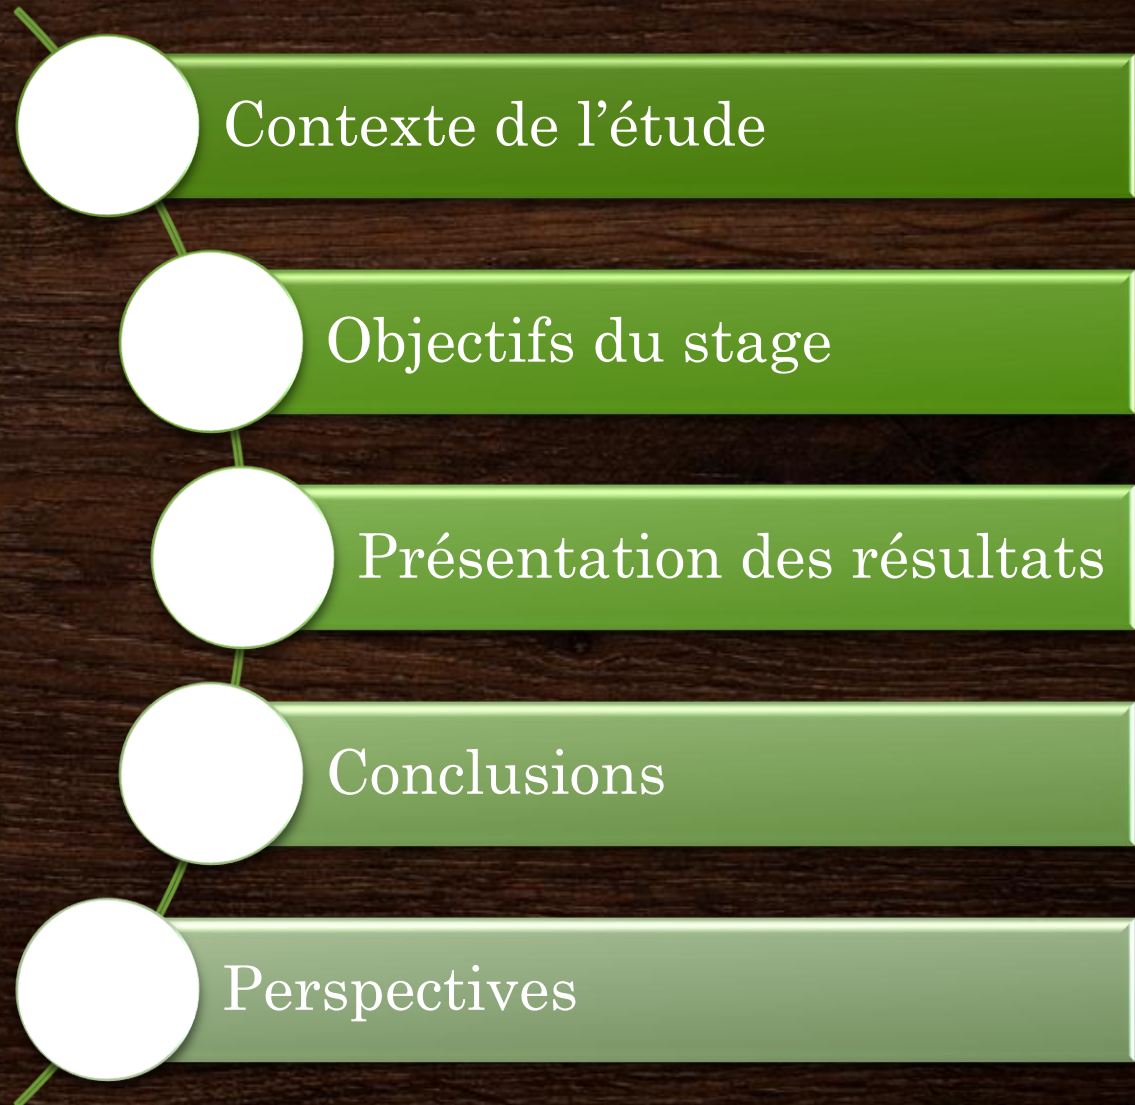 Contexte de l’étude
Objectifs du stage
Présentation des résultats
Conclusions
Perspectives